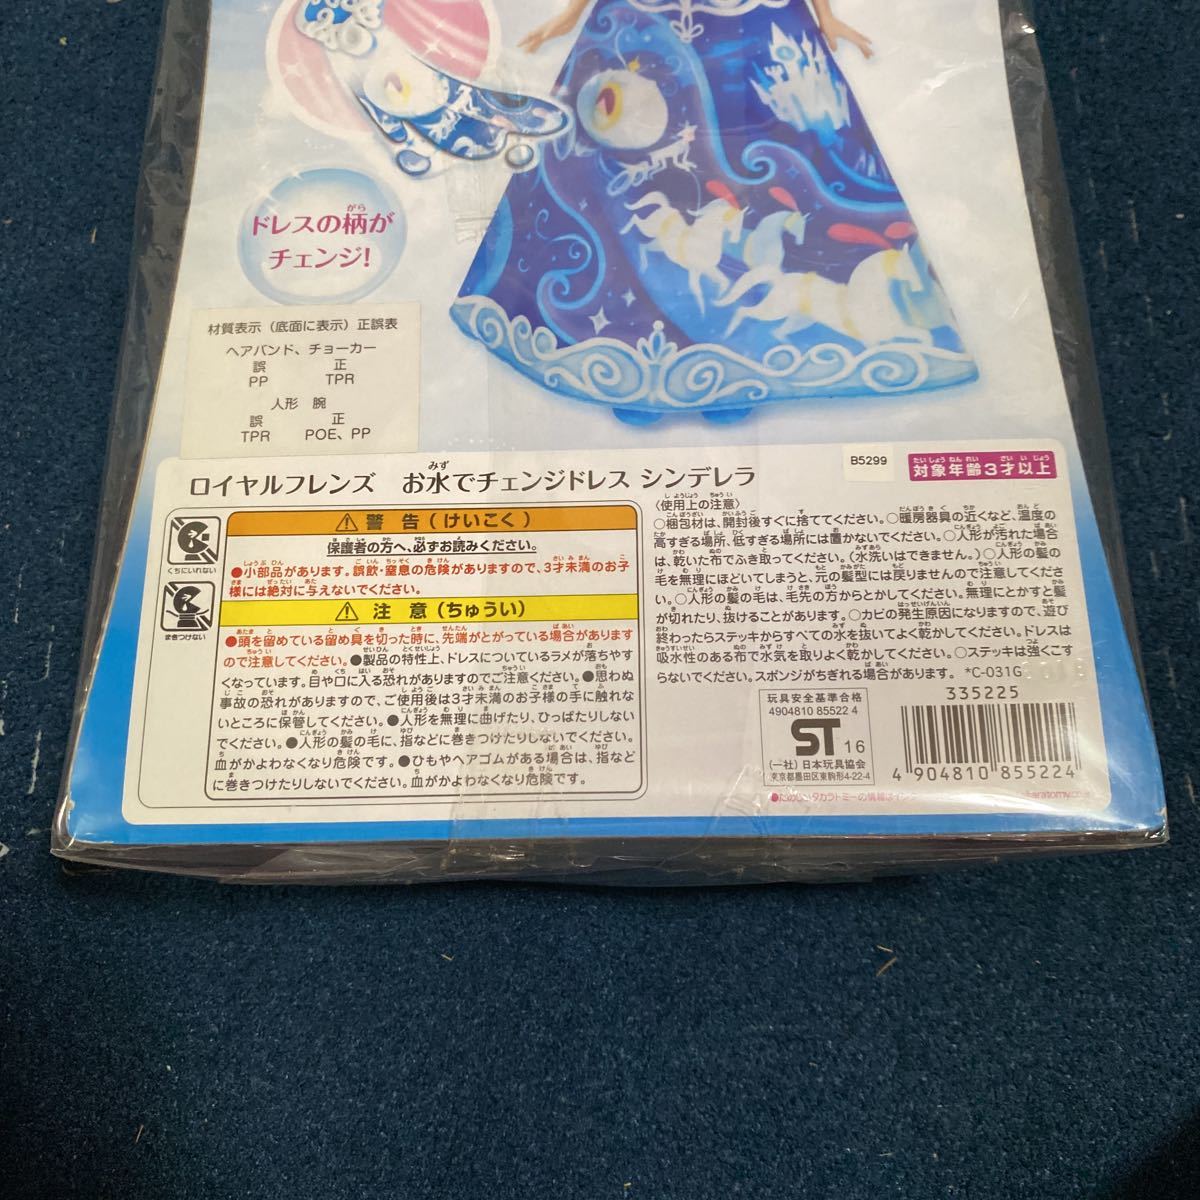 ドレスの柄が
チェンジ!
材質表示（底面に表示）正誤表
ヘアバンド、チョーカー
誤　正
PP　TPR
人形　腕
誤　正
TPR　POE、PP
B5299
対象年齢3才以上
ロイヤルフレンズ　お水でチェンジドレス シンデレラ
くちにいれない
まきつけない
警 告（けいこく）
保護者の方へ、必ずお読みください。
●小部品があります。誤飲・窒息の危険がありますので、3才未満のお子
様には絶対に与えないでください。
注 意（ちゅうい）
●頭を留めている留め具を切った時に、先端がとがっている場合があります
ので注意してください。●製品の特性上、ドレスについているラメが落ちやす
くなっています。目や口に入る恐れがありますのでご注意ください。●思わぬ
事故の恐れがありますので、ご使用後は3才未満のお子様の手に触れな
いところに保管してください。●人形を無理に曲げたり、ひっぱたりしない
でください。●人形の髪の毛に、指などに巻きつけたりしないでください。
血がかよわなくなり危険です。●ひもやヘアゴムがある場合は、指など
に巻きつけたりしないでください。血がかよわなくなり危険です。
〈使用上の注意〉
○梱包材は、開封後すぐに捨ててください。○暖房器具の近くなど、温度の
高すぎる場所、低すぎる場所には置かないでください。○人形が汚れた場合
は、乾いた布でふき取ってください。（水洗いはできません。）○人形の髪の
毛を無理にほどいてしまうと、元の髪型には戻りませんので注意してくださ
い。○人形の髪の毛は、毛先の方からとかしてください。無理にとかすと髪
が切れたり、抜けることがあります。○カビの発生原因になりますので、遊び
終わったらステッキからすべての水を抜いてよく乾かしてください。ドレスは
吸水性のある布で水気を取りよく乾かしてください。○ステッキは強くこす
らないでください。スポンジがちぎれる場合があります。 *C-031G
玩具安全基準合格
4904810 85522 4
ST 16
（一社）日本玩具協会
東京都墨田区東駒形4-22-4
335225
4 904810 855224